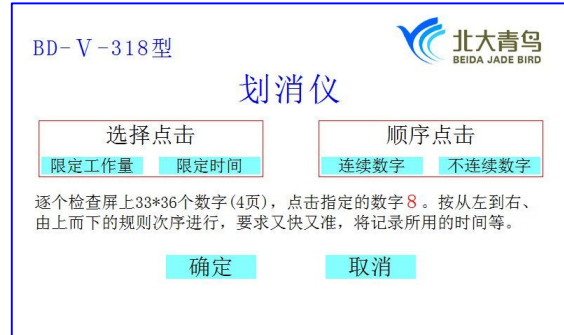 BD-Ⅴ-318型
北大青鸟
BEIDA JADE BIRD
划消仪
选择点击
限定工作量 限定时间
顺序点击
连续数字 不连续数字
逐个检查屏上33*36个数字(4页)，点击指定的数字8。按从左到右、
由上而下的规则次序进行，要求又快又准，将记录所用的时间等。
确定 取消